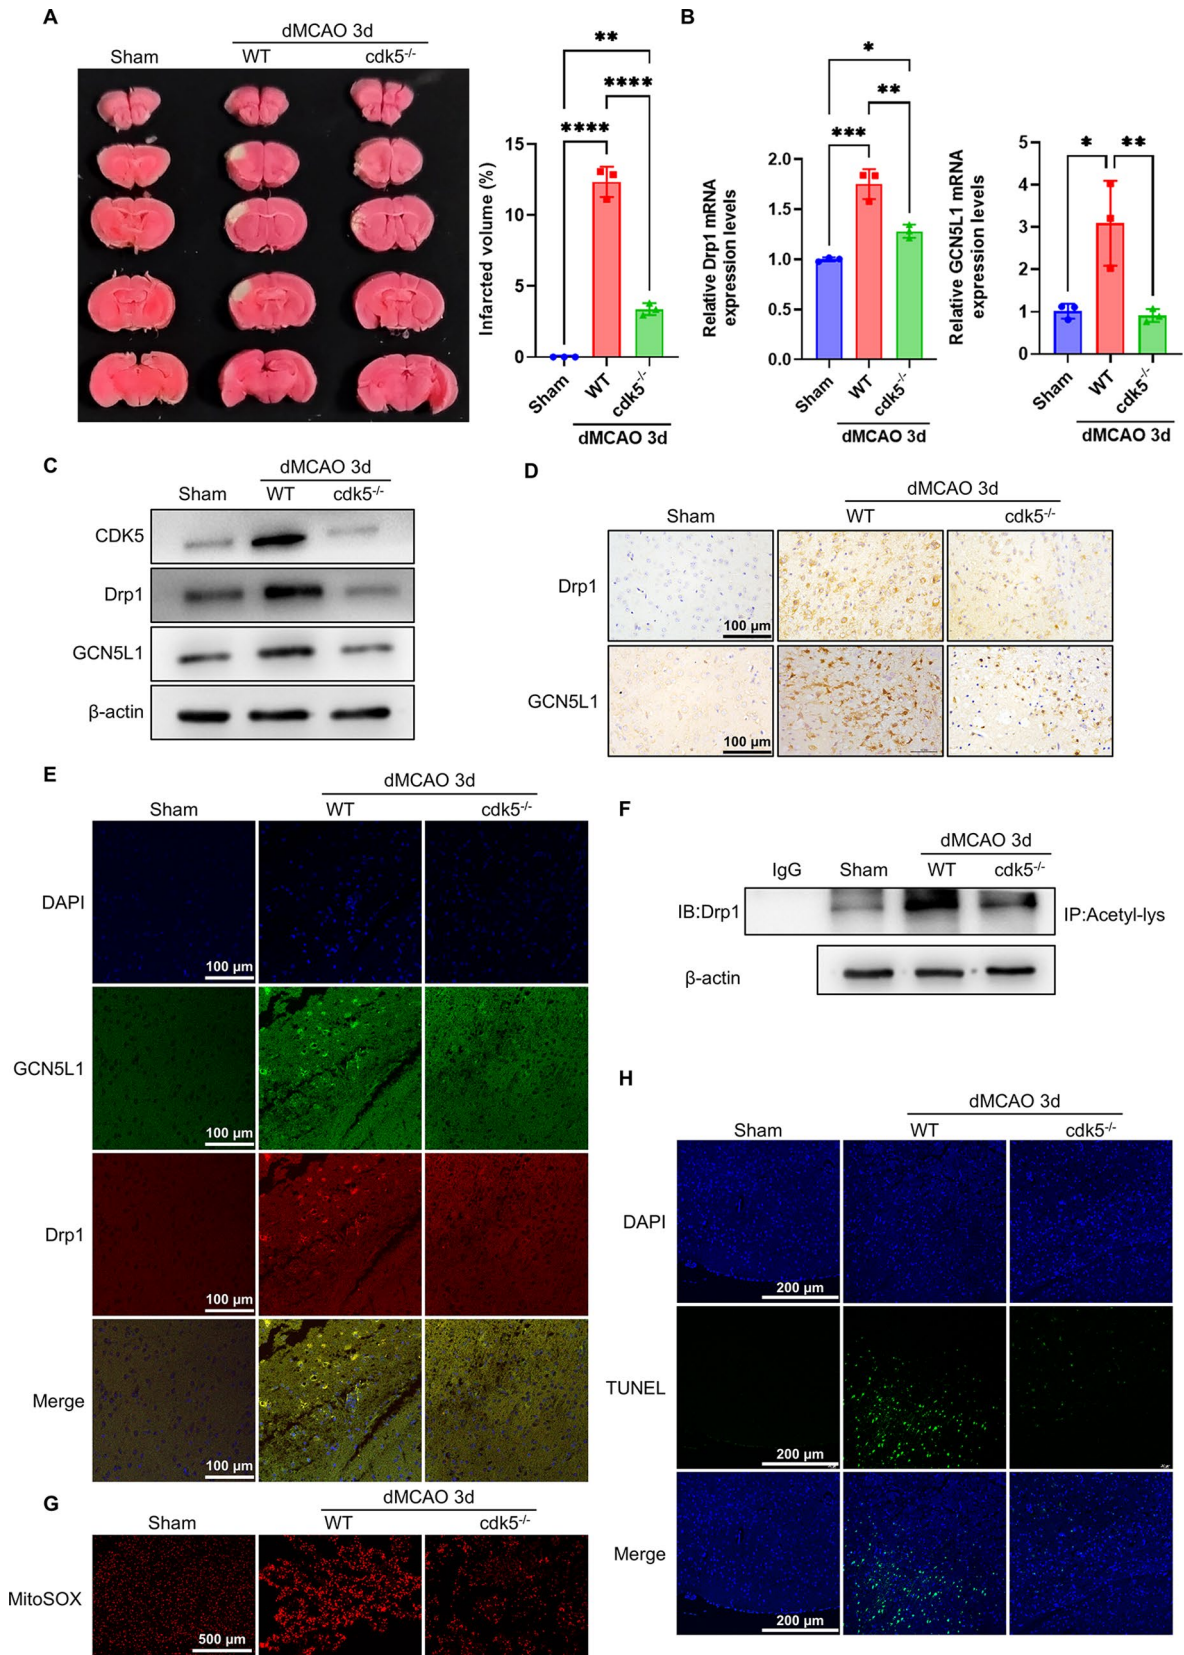 A
dMCAO 3d
Sham WT cdk5-/-
**
****
****
Infarcted volume (%)
15
10
5
0
Sham
WT
cdk5-/-
dMCAO 3d
B
*
**
***
Relative Drp1 mRNA
expression levels
2.0
1.5
1.0
0.5
0.0
Sham
WT
cdk5-/-
dMCAO 3d
* **
Relative GCN5L1 mRNA
expression levels
5
4
3
2
1
0
Sham
WT
cdk5-/-
dMCAO 3d
C
dMCAO 3d
Sham WT cdk5-/-
CDK5
Drp1
GCN5L1
β-actin
D
dMCAO 3d
Sham WT cdk5-/-
Drp1
100 µm
GCN5L1
100 µm
E
dMCAO 3d
Sham WT cdk5-/-
DAPI
100 µm
GCN5L1
100 µm
Drp1
100 µm
Merge
100 µm
F
dMCAO 3d
IgG Sham WT cdk5-/-
IB:Drp1 IP:Acetyl-lys
β-actin
G
dMCAO 3d
Sham WT cdk5-/-
MitoSOX
500 µm
H
dMCAO 3d
Sham WT cdk5-/-
DAPI
200 µm
TUNEL
200 µm
Merge
200 µm